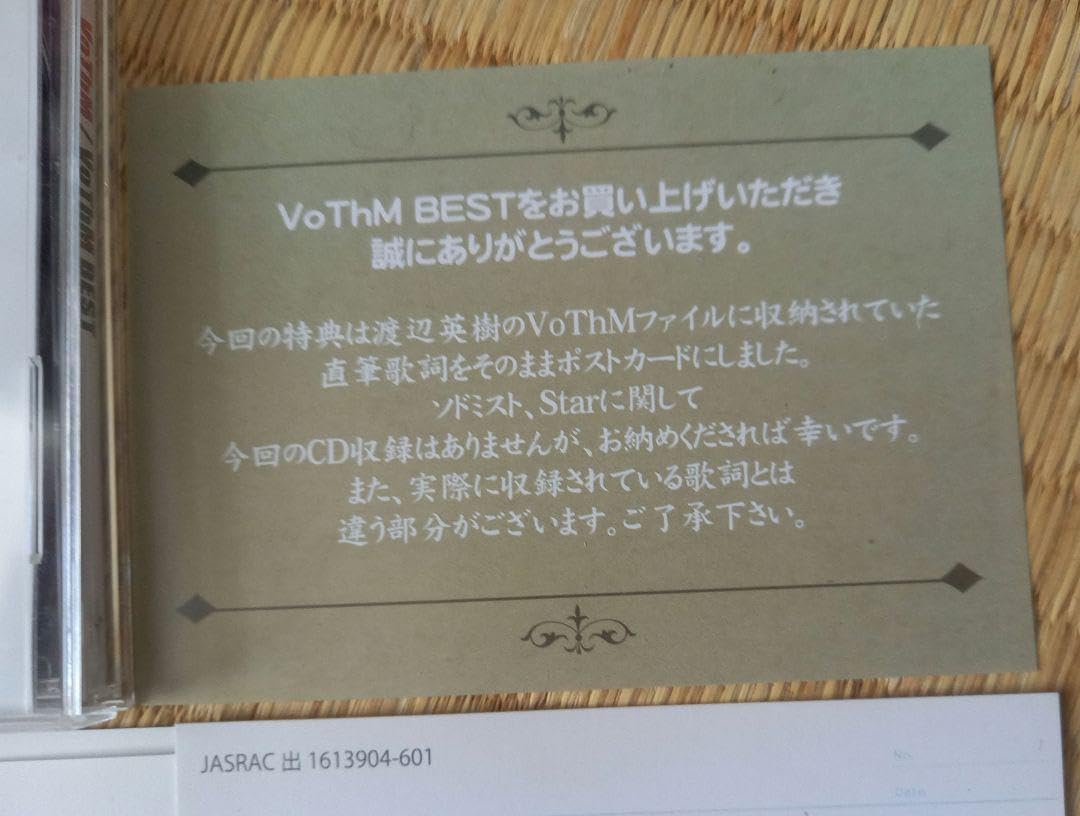 VOTHM / VOTHM BEST
VoThM BESTをお買い上げいただき
誠にありがとうございます。
今回の特典は渡辺英樹のVoThMファイルに収納されていた
直筆歌詞をそのままポストカードにしました。
ソドミスト、Starに関して
今回のCD収録はありませんが、お納めくだされば幸いです。
また、実際に収録されている歌詞とは
違う部分がございます。ご了承下さい。
JASRAC 出 1613904-601
No.
Date